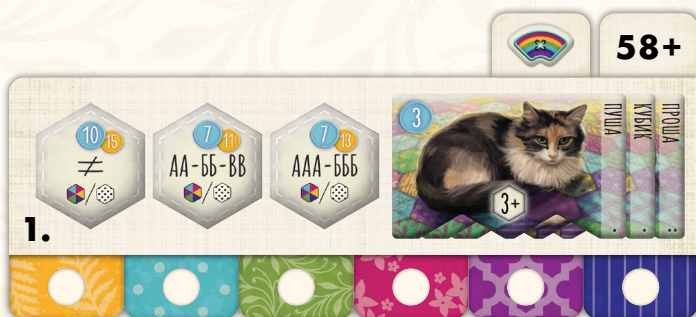 58+
10 15
≠
/
7 11
АА-ББ-ВВ
/
7 13
ААА-БББ
/
3
3+
ПУША
КУБИК
ПРОША
1.